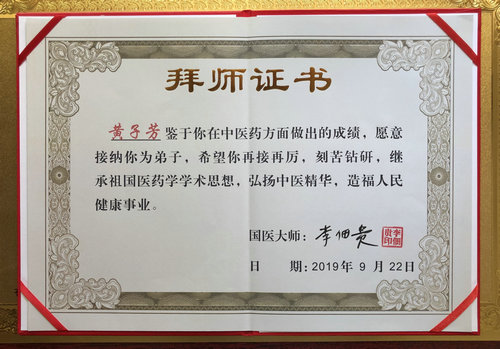 拜师证书
黄子芳鉴于你在中医药方面做出的成绩，愿意
接纳你为弟子，希望你再接再厉，刻苦钻研，继
承祖国医药学学术思想，弘扬中医精华，造福人民
健康事业。
国医大师：李佃贵 李佃贵印
日 期：2019年9月22日